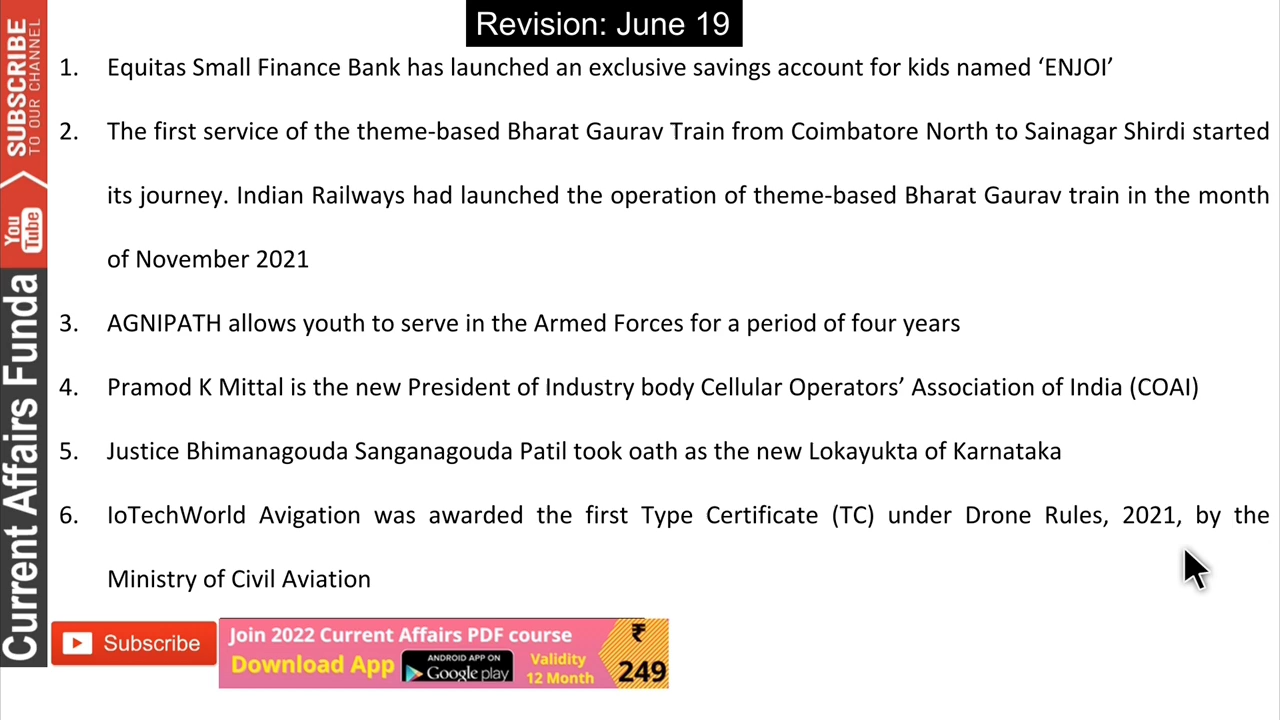 Revision: June 19
1. Equitas Small Finance Bank has launched an exclusive savings account for kids named ‘ENJOI’
2. The first service of the theme-based Bharat Gaurav Train from Coimbatore North to Sainagar Shirdi started
its journey. Indian Railways had launched the operation of theme-based Bharat Gaurav train in the month
of November 2021
3. AGNIPATH allows youth to serve in the Armed Forces for a period of four years
4. Pramod K Mittal is the new President of Industry body Cellular Operators’ Association of India (COAI)
5. Justice Bhimanagouda Sanganagouda Patil took oath as the new Lokayukta of Karnataka
6. IoTechWorld Avigation was awarded the first Type Certificate (TC) under Drone Rules, 2021, by the
Ministry of Civil Aviation
SUBSCRIBE
TO OUR CHANNEL
You
Tube
Current Affairs Funda
Subscribe
Join 2022 Current Affairs PDF course
Download App
ANDROID APP ON
Google play
Validity
12 Month
₹
249